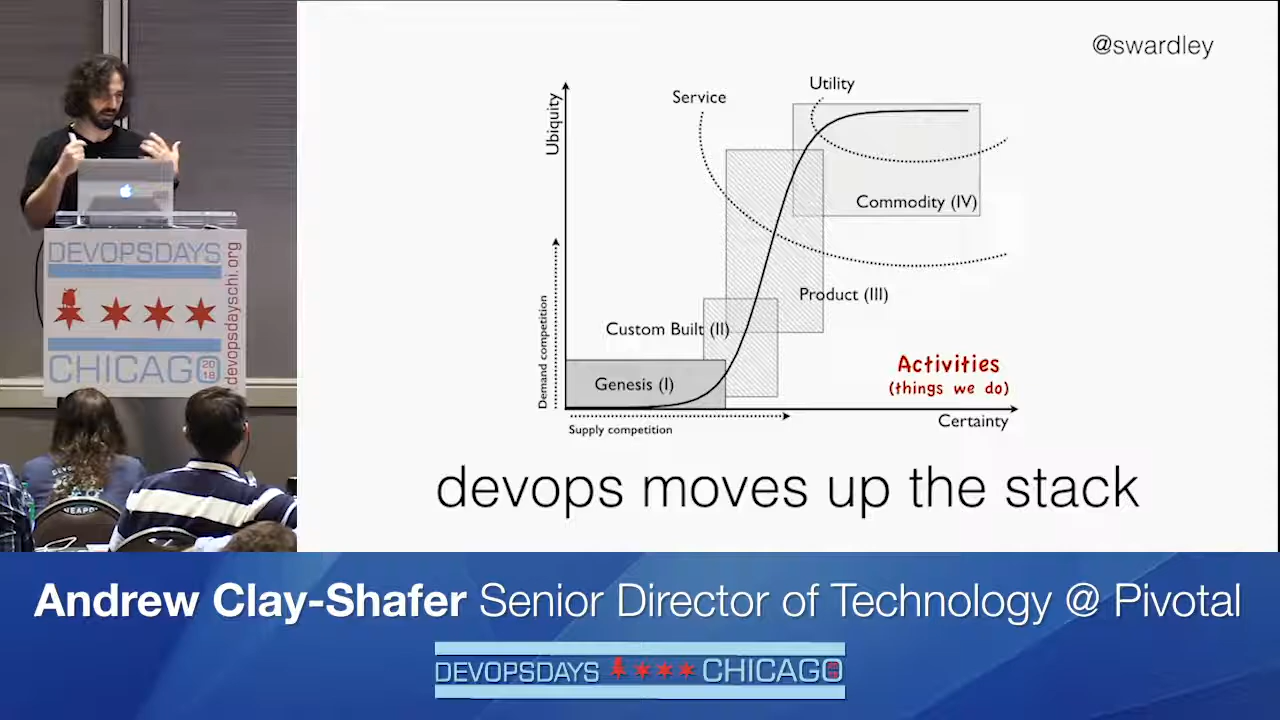 @swardley
Utility
Service
Ubiquity
Commodity (IV)
Product (III)
Demand competition
Custom Built (II)
Activities
(things we do)
Genesis (I)
Certainty
Supply competition
devops moves up the stack
DEVOPSDAYS
CHICAGO 2018
devopsdayschi.org
Andrew Clay-Shafer Senior Director of Technology @ Pivotal
DEVOPSDAYS CHICAGO